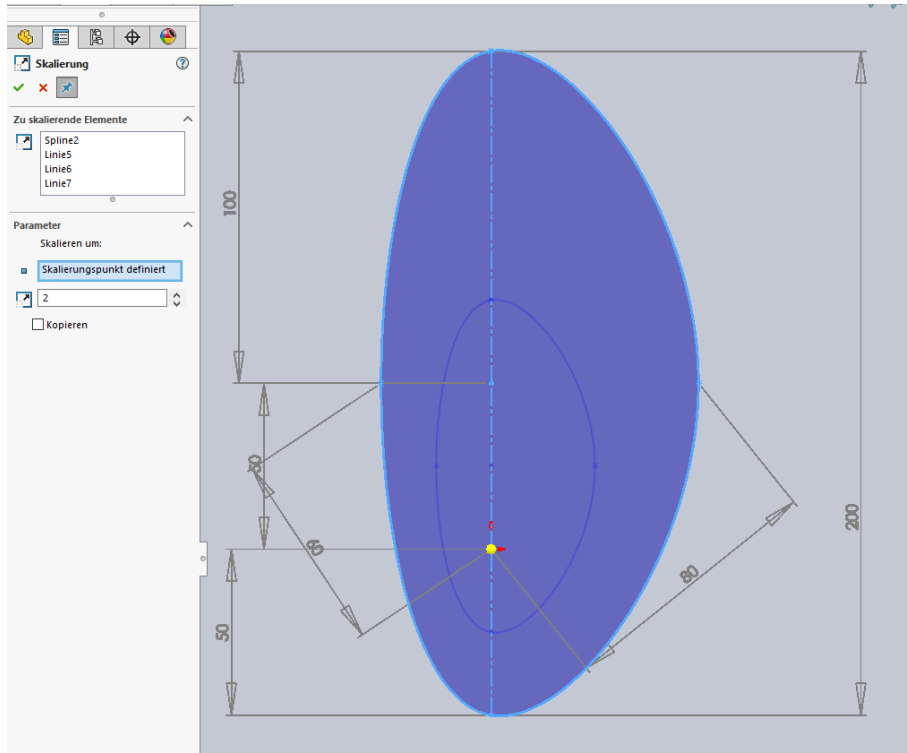 Skalierung
Zu skalierende Elemente
Spline2
Linie5
Linie6
Linie7
Parameter
Skalieren um:
Skalierungspunkt definiert
2
Kopieren
100
50
60
50
80
200